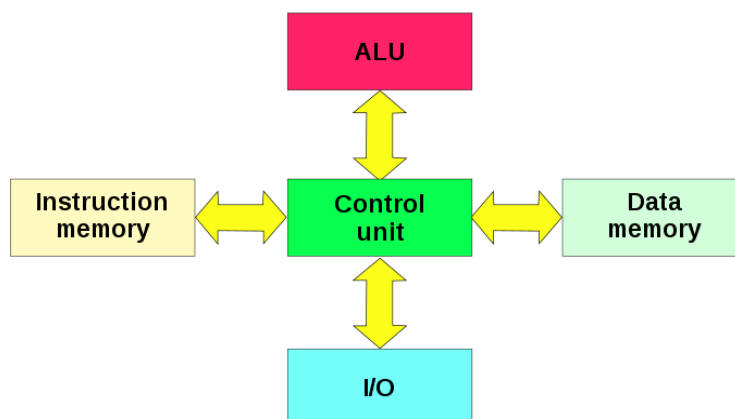 ALU
Instruction
memory
Control
unit
Data
memory
I/O